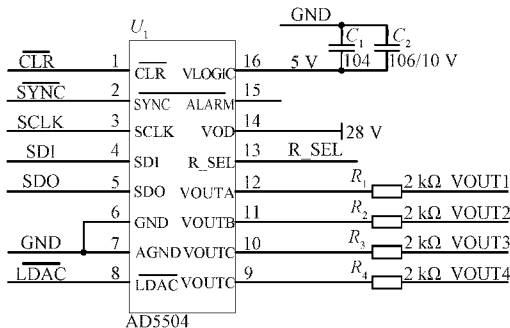 GND
U1
C1 C2
CLR 1 CLR VLOGIC 16 5 V 104 106/10 V
SYNC 2 SYNC ALARM 15
SCLK 3 SCLK VOD 14 28 V
SDI 4 SDI R_SEL 13 R_SEL
SDO 5 SDO VOUTA 12 R1 2 kΩ VOUT1
6 GND VOUTB 11 R2 2 kΩ VOUT2
GND 7 AGND VOUTC 10 R3 2 kΩ VOUT3
LDAC 8 LDAC VOUTC 9 R4 2 kΩ VOUT4
AD5504